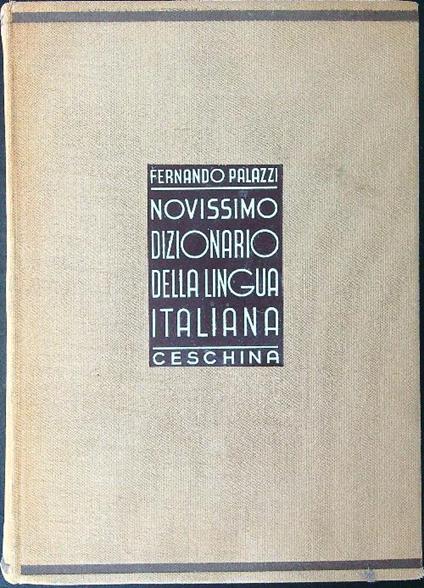 FERNANDO PALAZZI
NOVISSIMO
DIZIONARIO
DELLA LINGUA
ITALIANA
CESCHINA